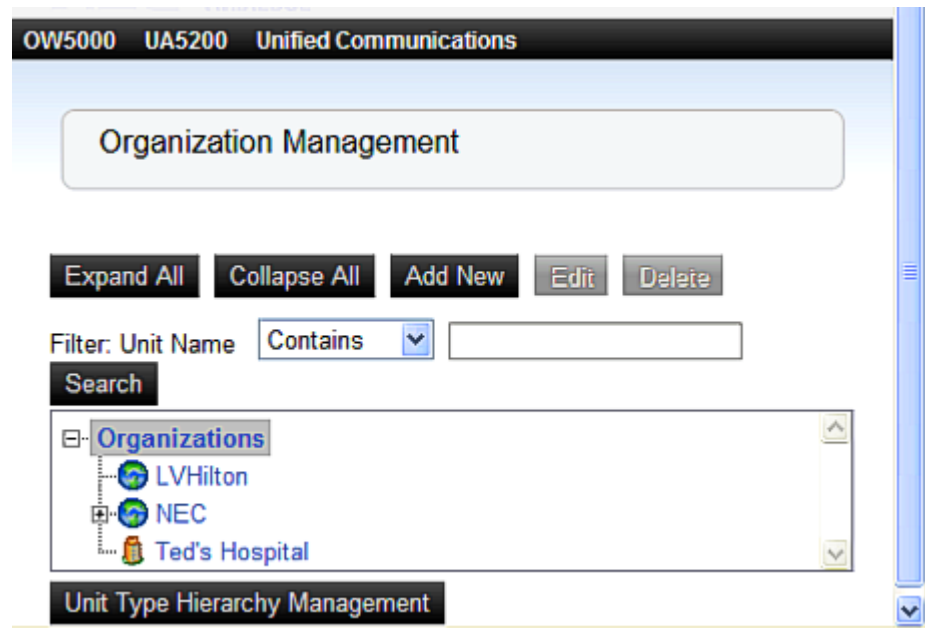 OW5000 UA5200 Unified Communications
Organization Management
Expand All Collapse All Add New Edit Delete
Filter: Unit Name Contains
Search
Organizations
LVHilton
NEC
Ted's Hospital
Unit Type Hierarchy Management